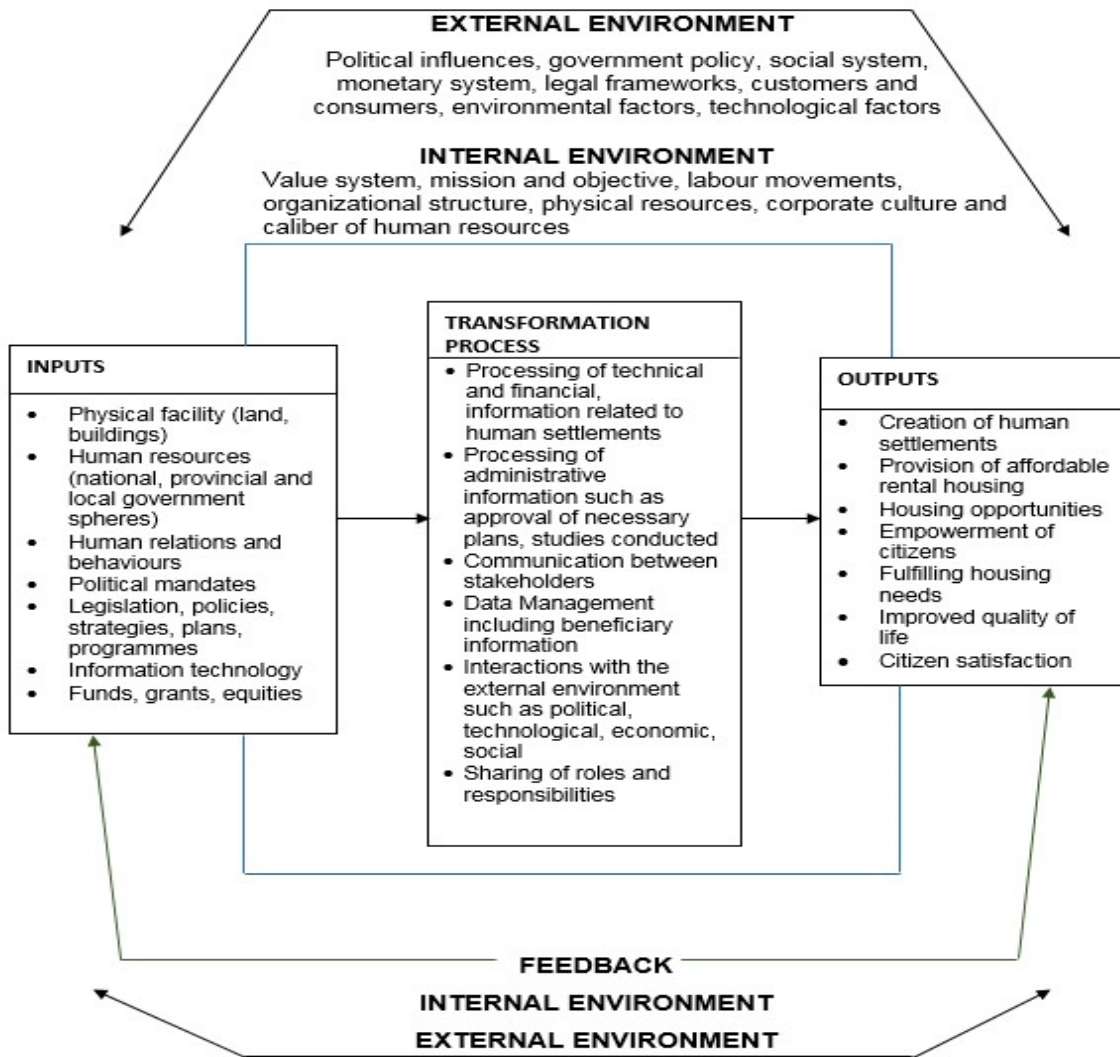 EXTERNAL ENVIRONMENT
Political influences, government policy, social system,
monetary system, legal frameworks, customers and
consumers, environmental factors, technological factors
INTERNAL ENVIRONMENT
Value system, mission and objective, labour movements,
organizational structure, physical resources, corporate culture and
caliber of human resources
INPUTS
• Physical facility (land,
buildings)
• Human resources
(national, provincial and
local government
spheres)
• Human relations and
behaviours
• Political mandates
• Legislation, policies,
strategies, plans,
programmes
• Information technology
• Funds, grants, equities
TRANSFORMATION
PROCESS
• Processing of technical
and financial,
information related to
human settlements
• Processing of
administrative
information such as
approval of necessary
plans, studies conducted
• Communication between
stakeholders
• Data Management
including beneficiary
information
• Interactions with the
external environment
such as political,
technological, economic,
social
• Sharing of roles and
responsibilities
OUTPUTS
• Creation of human
settlements
• Provision of affordable
rental housing
• Housing opportunities
• Empowerment of
citizens
• Fulfilling housing
needs
• Improved quality of
life
• Citizen satisfaction
FEEDBACK
INTERNAL ENVIRONMENT
EXTERNAL ENVIRONMENT